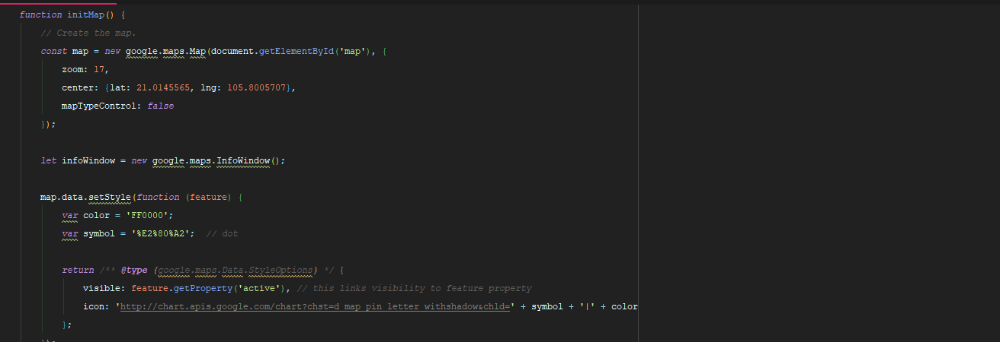 function initMap() {
// Create the map.
const map = new google.maps.Map(document.getElementById('map'), {
zoom: 17,
center: {lat: 21.0145565, lng: 105.8005707},
mapTypeControl: false
});
let infoWindow = new google.maps.InfoWindow();
map.data.setStyle(function (feature) {
var color = 'FF0000';
var symbol = '%E2%80%A2';  // dot
return /** @type {google.maps.Data.StyleOptions} */ {
visible: feature.getProperty('active'), // this links visibility to feature property
icon: 'http://chart.apis.google.com/chart?chst=d_map_pin_letter_withshadow&chld=' + symbol + '|' + color
};
});